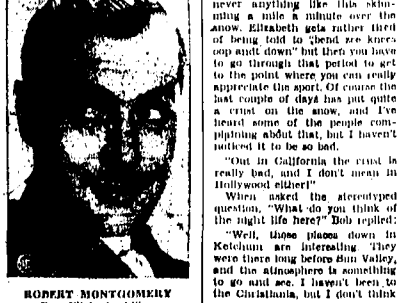 never anything like this skim-
ming a mile a minute over the
snow. Elizabeth gets rather tired
of being told to "bend zee knees
oop andt down" but then you have
to go through that period to get
to the point where you can really
appreciate the sport. Of course the
last couple of days has put quite
a crust on the snow, and I've
heard some of the people com-
plaining about that, but I haven't
noticed it to be so bad.
"Out in California the crust is
really bad, and I don't mean in
Hollywood either!"
When asked the stereotyped
question, "What do you think of
the night life here?" Bob replied:
"Well, those places down in
Ketchum are interesting. They
were there long before Sun Valley,
and the atmosphere is something
to go and see. I haven't been to
the Christiania, but I don't think
ROBERT MONTGOMERY